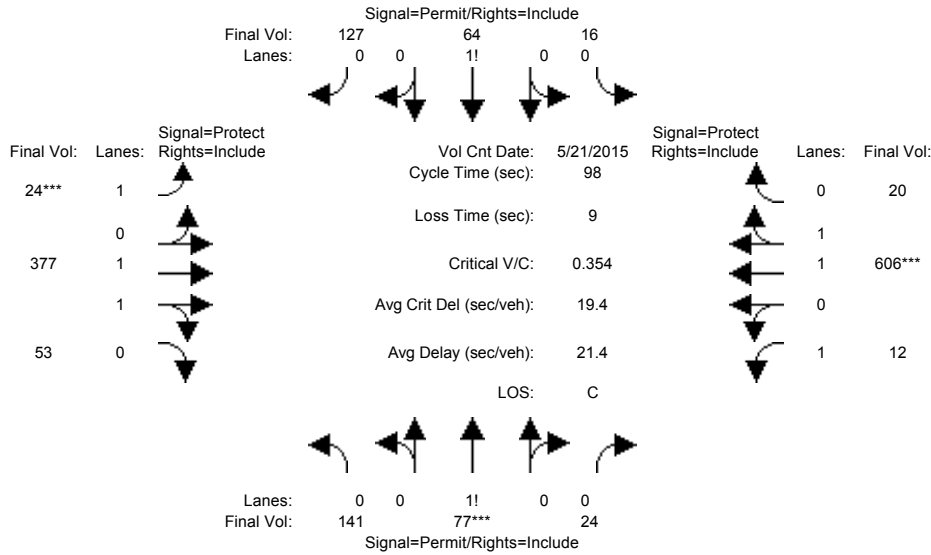 Signal=Permit/Rights=Include
Final Vol: 127 64 16
Lanes: 0 0 1! 0 0
Signal=Protect Signal=Protect
Final Vol: Lanes: Rights=Include Vol Cnt Date: 5/21/2015 Rights=Include Lanes: Final Vol:
Cycle Time (sec): 98
24*** 1 0 20
Loss Time (sec): 9
0 1
377 1 Critical V/C: 0.354 1 606***
1 Avg Crit Del (sec/veh): 19.4 0
53 0 Avg Delay (sec/veh): 21.4 1 12
LOS: C
Lanes: 0 0 1! 0 0
Final Vol: 141 77*** 24
Signal=Permit/Rights=Include